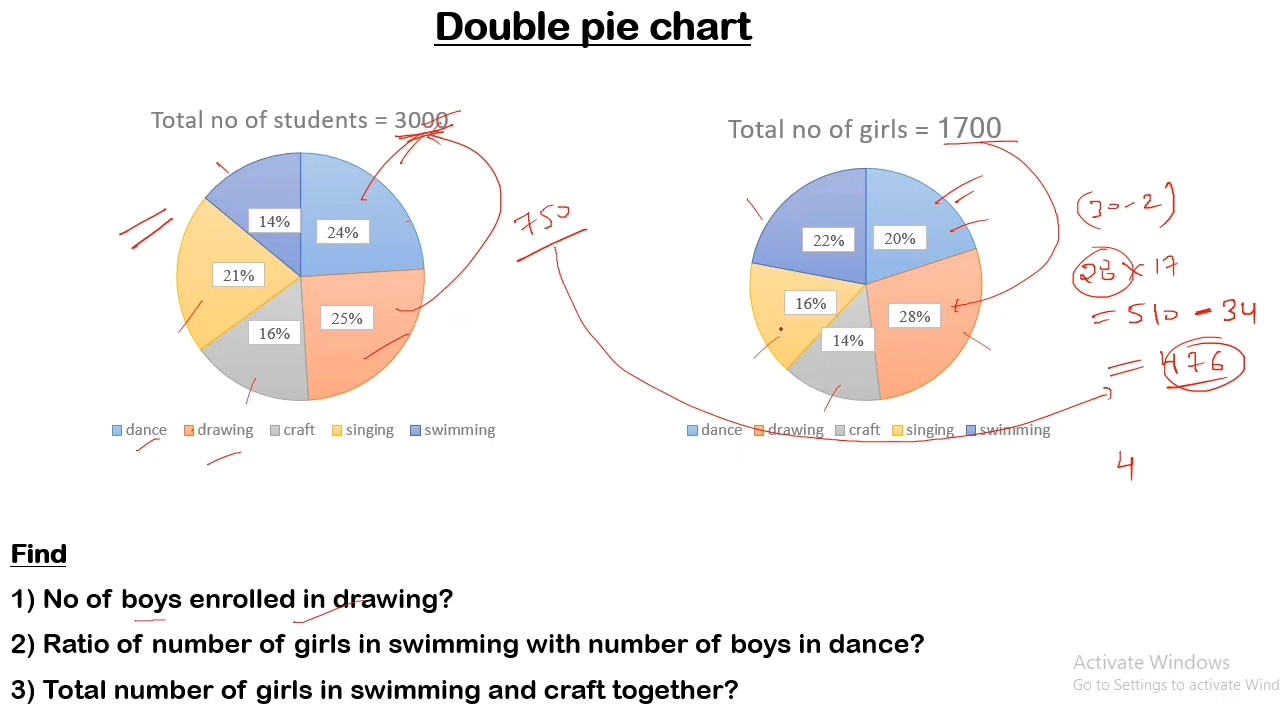 Double pie chart
Total no of students = 3000
14%
24%
21%
16%
25%
dance drawing craft singing swimming
750
Total no of girls = 1700
22%
20%
16%
28%
14%
dance drawing craft singing swimming
(30-2)
28 × 17
= 510 - 34
= 476
4
Find
1) No of boys enrolled in drawing?
2) Ratio of number of girls in swimming with number of boys in dance?
3) Total number of girls in swimming and craft together?
Activate Windows
Go to Settings to activate Wind